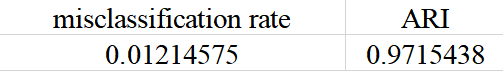 misclassification rate ARI
0.01214575 0.9715438